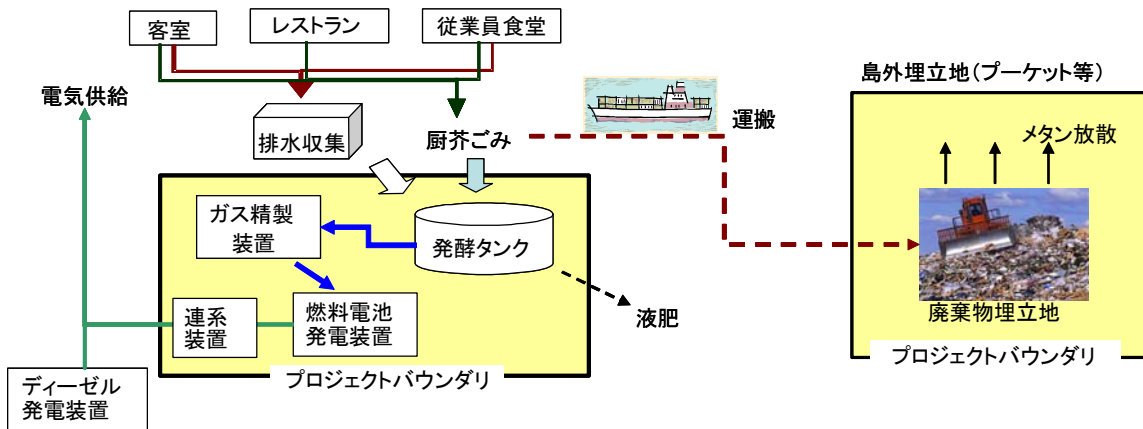 客室
レストラン
従業員食堂
電気供給
排水収集
厨芥ごみ
運搬
島外埋立地(プーケット等)
メタン放散
ガス精製
装置
発酵タンク
連系
装置
燃料電池
発電装置
液肥
廃棄物埋立地
プロジェクトバウンダリ
プロジェクトバウンダリ
ディーゼル
発電装置